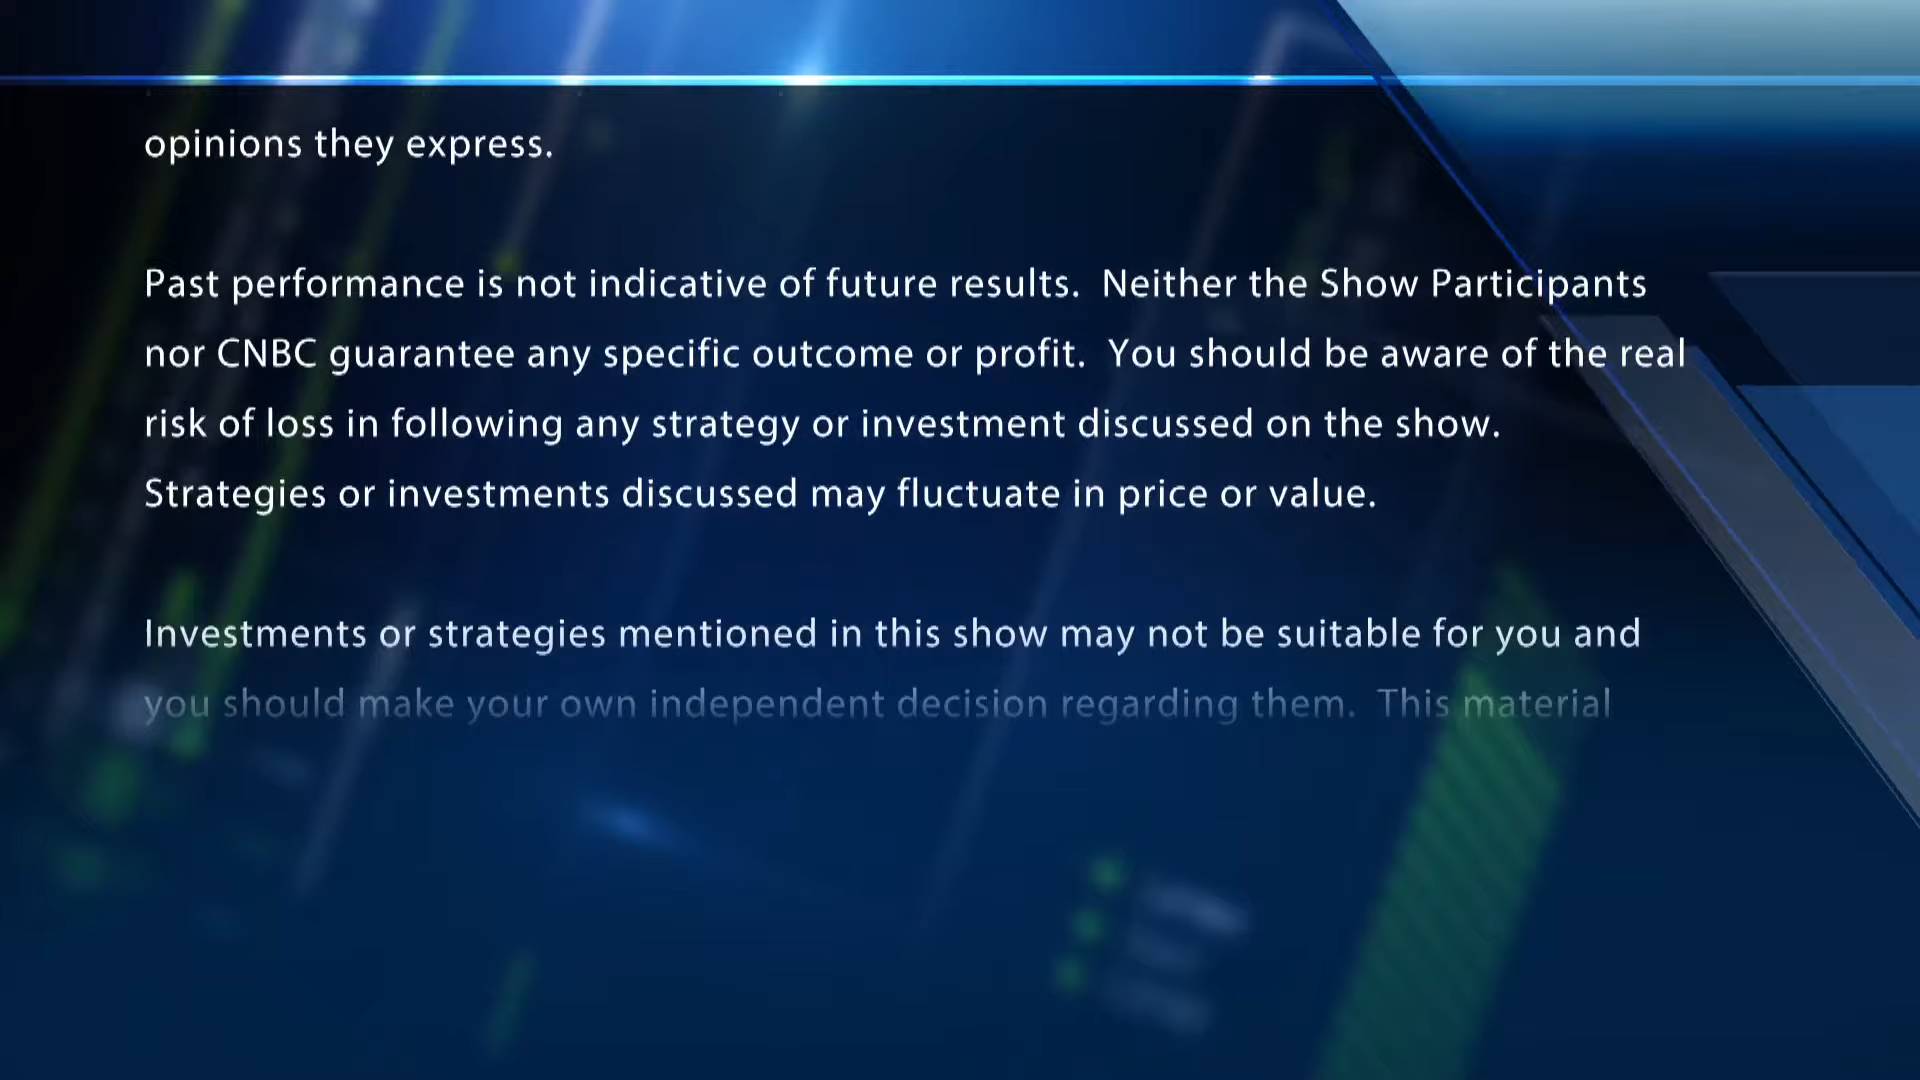 opinions they express.
Past performance is not indicative of future results. Neither the Show Participants
nor CNBC guarantee any specific outcome or profit. You should be aware of the real
risk of loss in following any strategy or investment discussed on the show.
Strategies or investments discussed may fluctuate in price or value.
Investments or strategies mentioned in this show may not be suitable for you and
you should make your own independent decision regarding them. This material